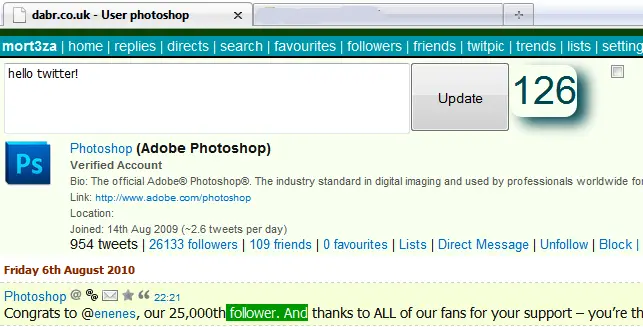 dabr.co.uk - User photoshop
mort3za | home | replies | directs | search | favourites | followers | friends | twitpic | trends | lists | setting
hello twitter!
Update
126
Ps
Photoshop (Adobe Photoshop)
Verified Account
Bio: The official Adobe® Photoshop®. The industry standard in digital imaging and used by professionals worldwide for
Link: http://www.adobe.com/photoshop
Location:
Joined: 14th Aug 2009 (~2.6 tweets per day)
954 tweets | 26133 followers | 109 friends | 0 favourites | Lists | Direct Message | Unfollow | Block |
Friday 6th August 2010
Photoshop @ 22:21
Congrats to @enenes, our 25,000th follower. And thanks to ALL of our fans for your support – you're th